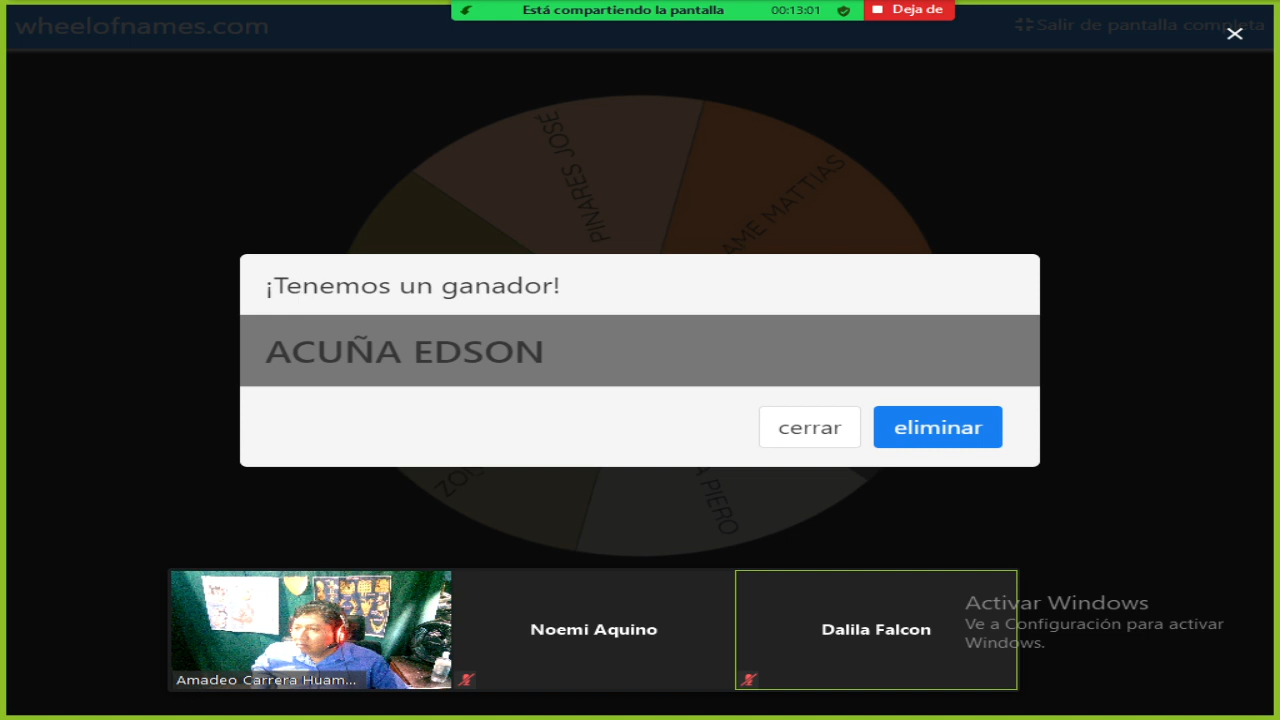 Está compartiendo la pantalla
00:13:01
Deja de
wheelofnames.com
Salir de pantalla completa
PINARES JOSÉ
AME MATTIAS
¡Tenemos un ganador!
ACUÑA EDSON
cerrar
eliminar
PIERO
Noemi Aquino
Dalila Falcon
Amadeo Carrera Huam...
Activar Windows
Ve a Configuración para activar
Windows.